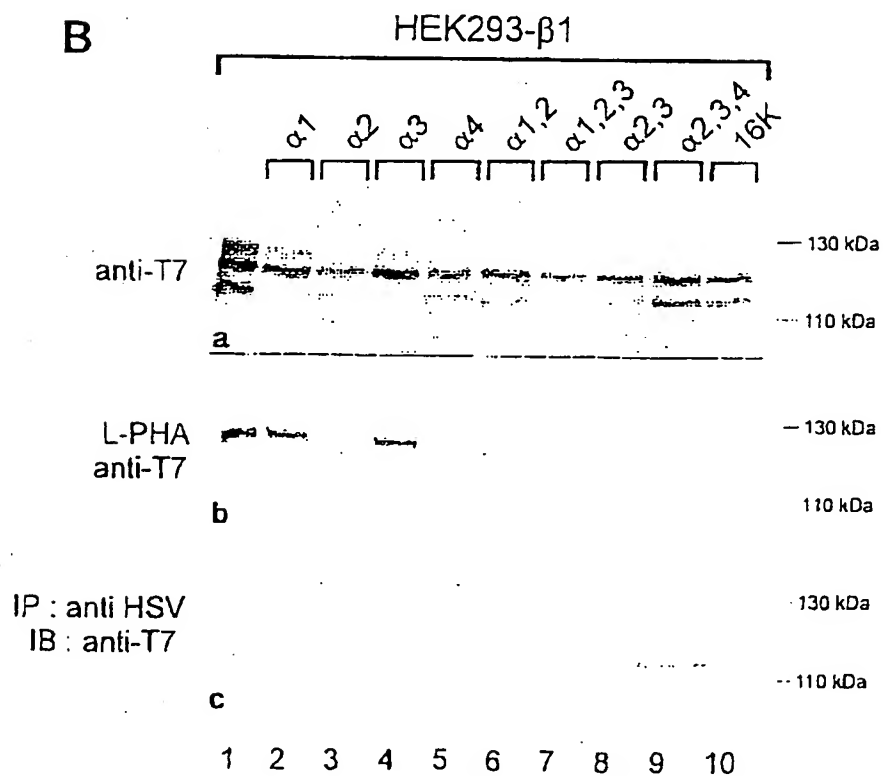 B
HEK293-β1
α1 α2 α3 α4 α1,2 α1,2,3 α2,3 α2,3,4 16K
anti-T7
130 kDa
110 kDa
a
L-PHA
anti-T7
130 kDa
110 kDa
b
IP : anti HSV
IB : anti-T7
130 kDa
110 kDa
c
1 2 3 4 5 6 7 8 9 10